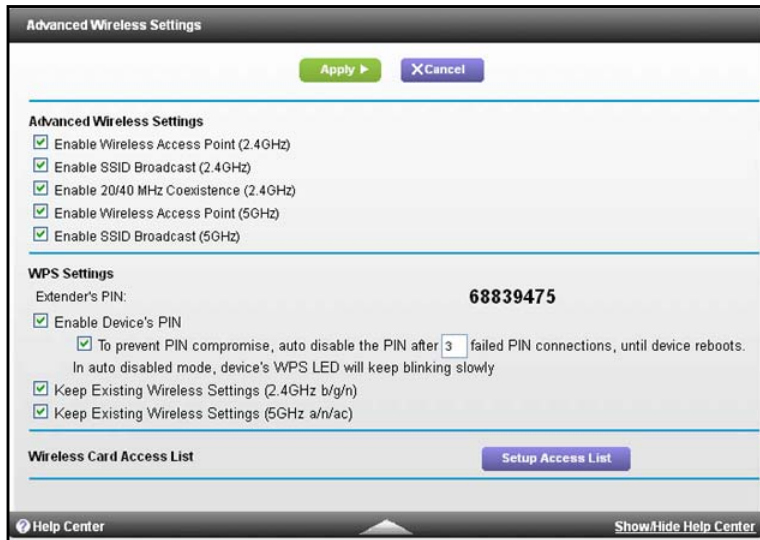 Advanced Wireless Settings
Apply ▶
X Cancel
Advanced Wireless Settings
Enable Wireless Access Point (2.4GHz)
Enable SSID Broadcast (2.4GHz)
Enable 20/40 MHz Coexistence (2.4GHz)
Enable Wireless Access Point (5GHz)
Enable SSID Broadcast (5GHz)
WPS Settings
Extender's PIN: 68839475
Enable Device's PIN
To prevent PIN compromise, auto disable the PIN after 3 failed PIN connections, until device reboots.
In auto disabled mode, device's WPS LED will keep blinking slowly
Keep Existing Wireless Settings (2.4GHz b/g/n)
Keep Existing Wireless Settings (5GHz a/n/ac)
Wireless Card Access List
Setup Access List
? Help Center
Show/Hide Help Center